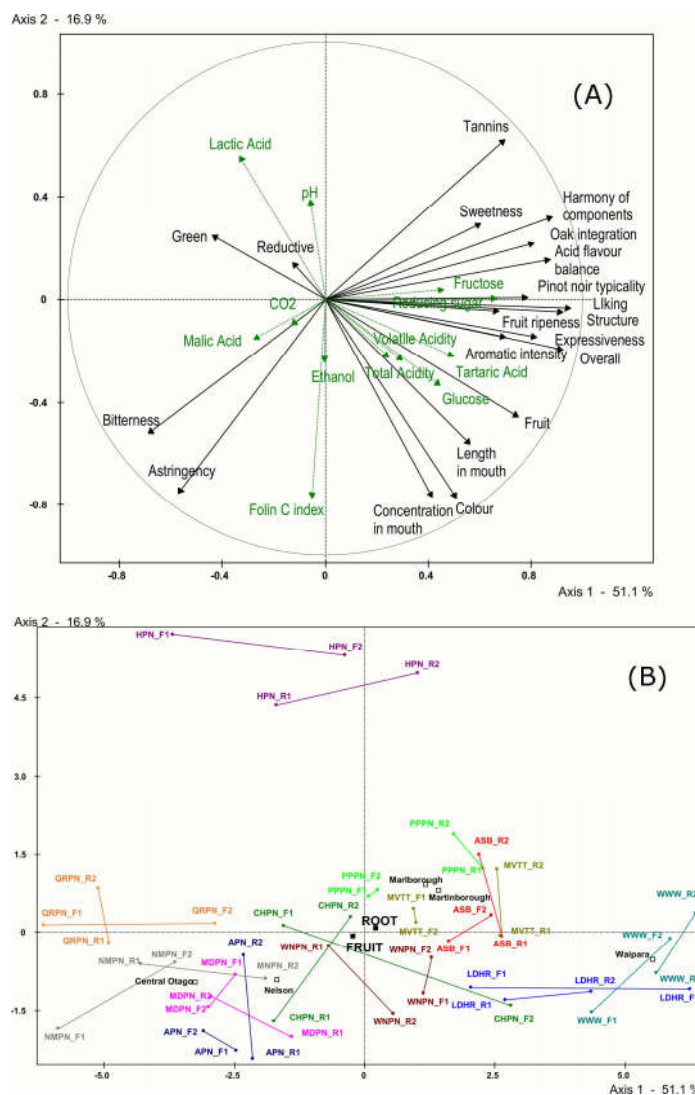 Axis 2 - 16.9 %
(A)
0.8
Tannins
Lactic Acid
0.4
pH
Harmony of
components
Sweetness
Green
Oak integration
Reductive
Acid flavour
balance
Fructose
Pinot noir typicality
0
CO2
Reducing sugar
LIking
Structure
Fruit ripeness
Malic Acid
Volatile Acidity
Expressiveness
Aromatic intensity
Overall
Ethanol
Total Acidity
Tartaric Acid
Glucose
-0.4
Bitterness
Fruit
Length
in mouth
Astringency
-0.8
Folin C index
Concentration
in mouth
Colour
-0.8
-0.4
0
0.4
0.8
Axis 1 - 51.1 %
Axis 2 - 16.9 %
(B)
HPN_F1
HPN_F2
HPN_R2
4.5
HPN_R1
3.0
PPPN_R2
1.5
ASB_R2
MVTT_R2
PPPN_R1
QRPN_R2
PPPN_F2
Marlborough
WWW_R2
PPPN_F1
Martinborough
QRPN_F1
QRPN_F2
CHPN_F1
CHPN_R2
MVTT_F1
ASB_F2
0
ROOT
MVTT_F2
WWW_F2
QRPN_R1
FRUIT
ASB_F1
ASB_R1
MVTT_R1
NMPN_F2
APN_R2
WNPN_R1
WNPN_F2
Waipara
NMPN_R1
MDPN_F1
MNPN_R2
LDHR_F1
Central Otago
Nelson
LDHR_R2
MDPN_R2
WNPN_F1
LDHR_R1
MDPN_F2
CHPN_R1
CHPN_F2
-1.5
NMPN_F1
APN_F2
MDPN_R1
WNPN_R2
WWW_F1
APN_F1
APN_R1
-5.0
-2.5
0
2.5
5.0
Axis 1 - 51.1 %